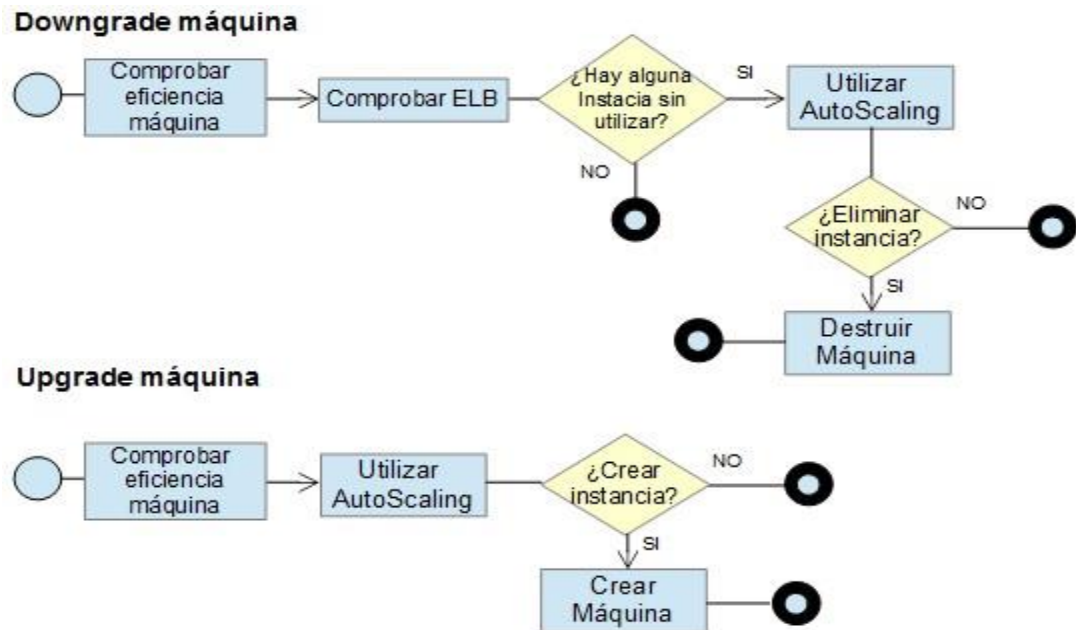 Downgrade máquina
Comprobar
eficiencia
máquina
Comprobar ELB
¿Hay alguna
Instacia sin
utilizar?
SI
NO
Utilizar
AutoScaling
¿Eliminar
instancia?
NO
SI
Destruir
Máquina
Upgrade máquina
Comprobar
eficiencia
máquina
Utilizar
AutoScaling
¿Crear
instancia?
NO
SI
Crear
Máquina